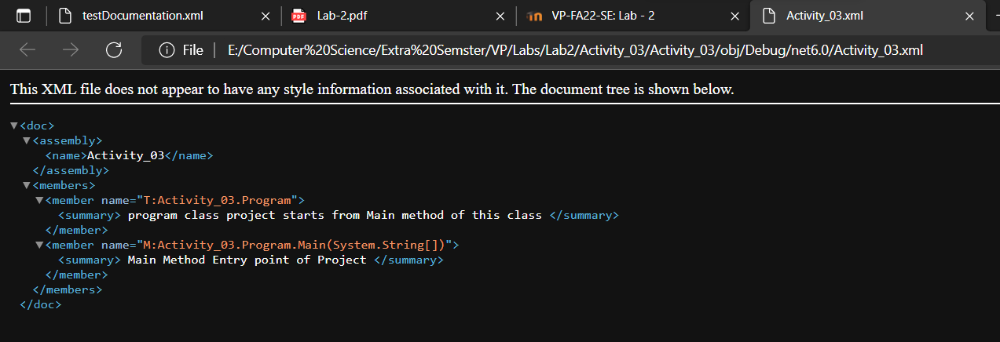 testDocumentation.xml
Lab-2.pdf
VP-FA22-SE: Lab - 2
Activity_03.xml
File | E:/Computer%20Science/Extra%20Semster/VP/Labs/Lab2/Activity_03/Activity_03/obj/Debug/net6.0/Activity_03.xml
This XML file does not appear to have any style information associated with it. The document tree is shown below.
<doc>
<assembly>
<name>Activity_03</name>
</assembly>
<members>
<member name="T:Activity_03.Program">
<summary> program class project starts from Main method of this class </summary>
</member>
<member name="M:Activity_03.Program.Main(System.String[])">
<summary> Main Method Entry point of Project </summary>
</member>
</members>
</doc>